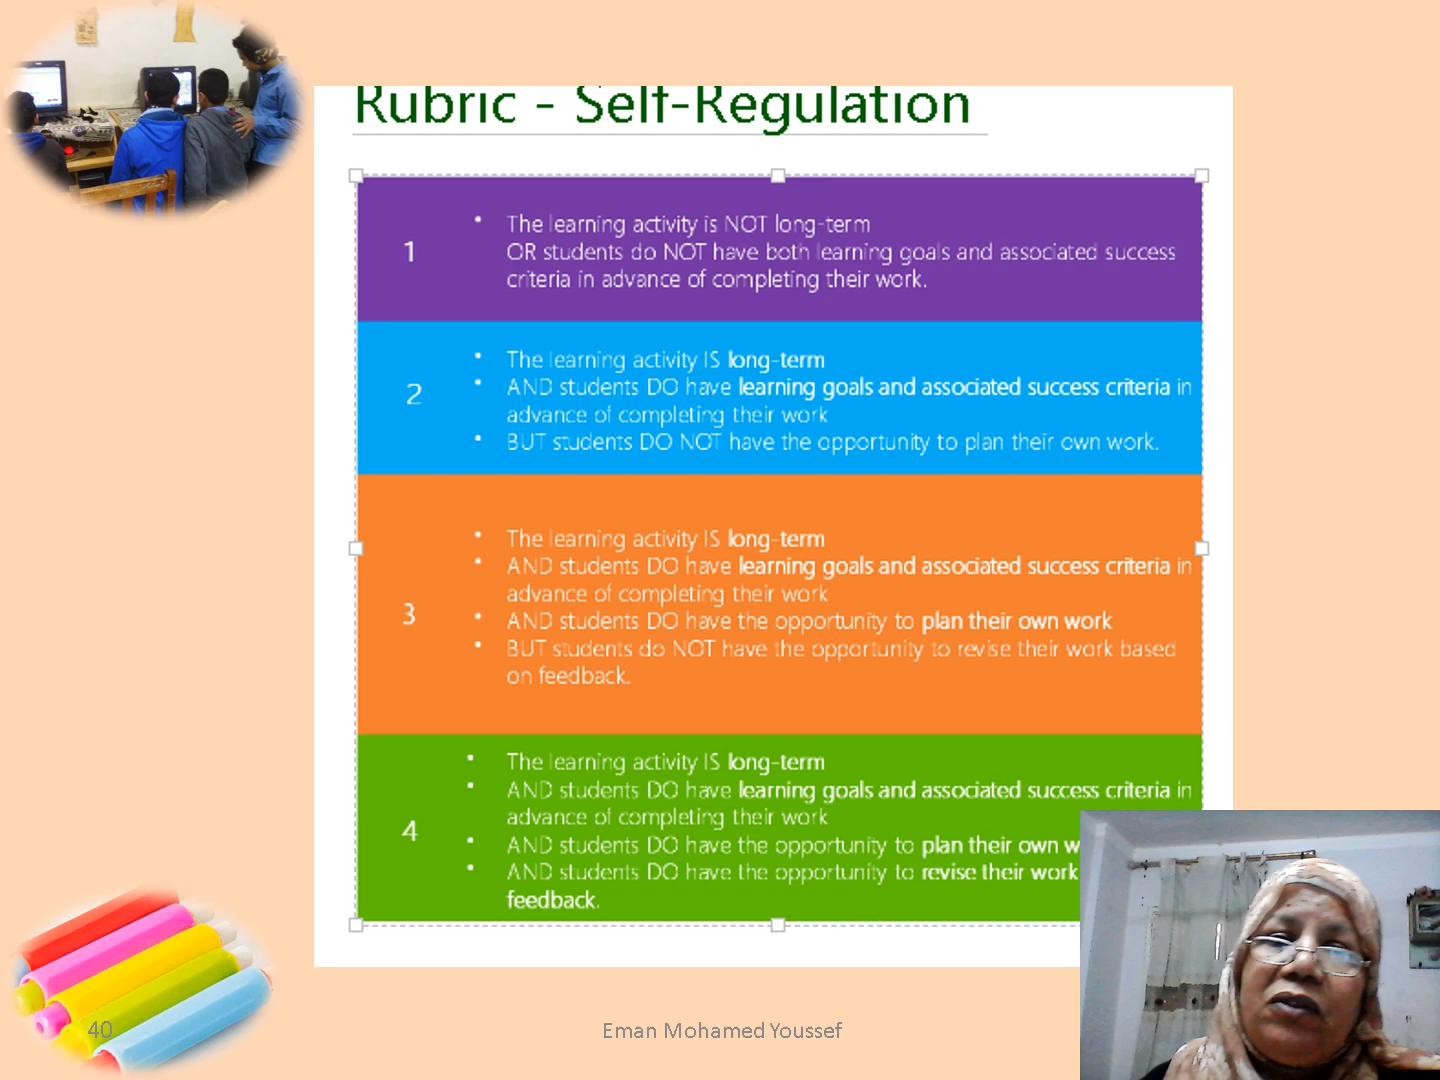 Rubric - Self-Regulation
1
• The learning activity is NOT long-term
OR students do NOT have both learning goals and associated success
criteria in advance of completing their work.
2
• The learning activity IS long-term
• AND students DO have learning goals and associated success criteria in
advance of completing their work
• BUT students DO NOT have the opportunity to plan their own work.
3
• The learning activity IS long-term
• AND students DO have learning goals and associated success criteria in
advance of completing their work
• AND students DO have the opportunity to plan their own work
• BUT students do NOT have the opportunity to revise their work based
on feedback.
4
• The learning activity IS long-term
• AND students DO have learning goals and associated success criteria in
advance of completing their work
• AND students DO have the opportunity to plan their own
• AND students DO have the opportunity to revise their work
feedback.
40
Eman Mohamed Youssef